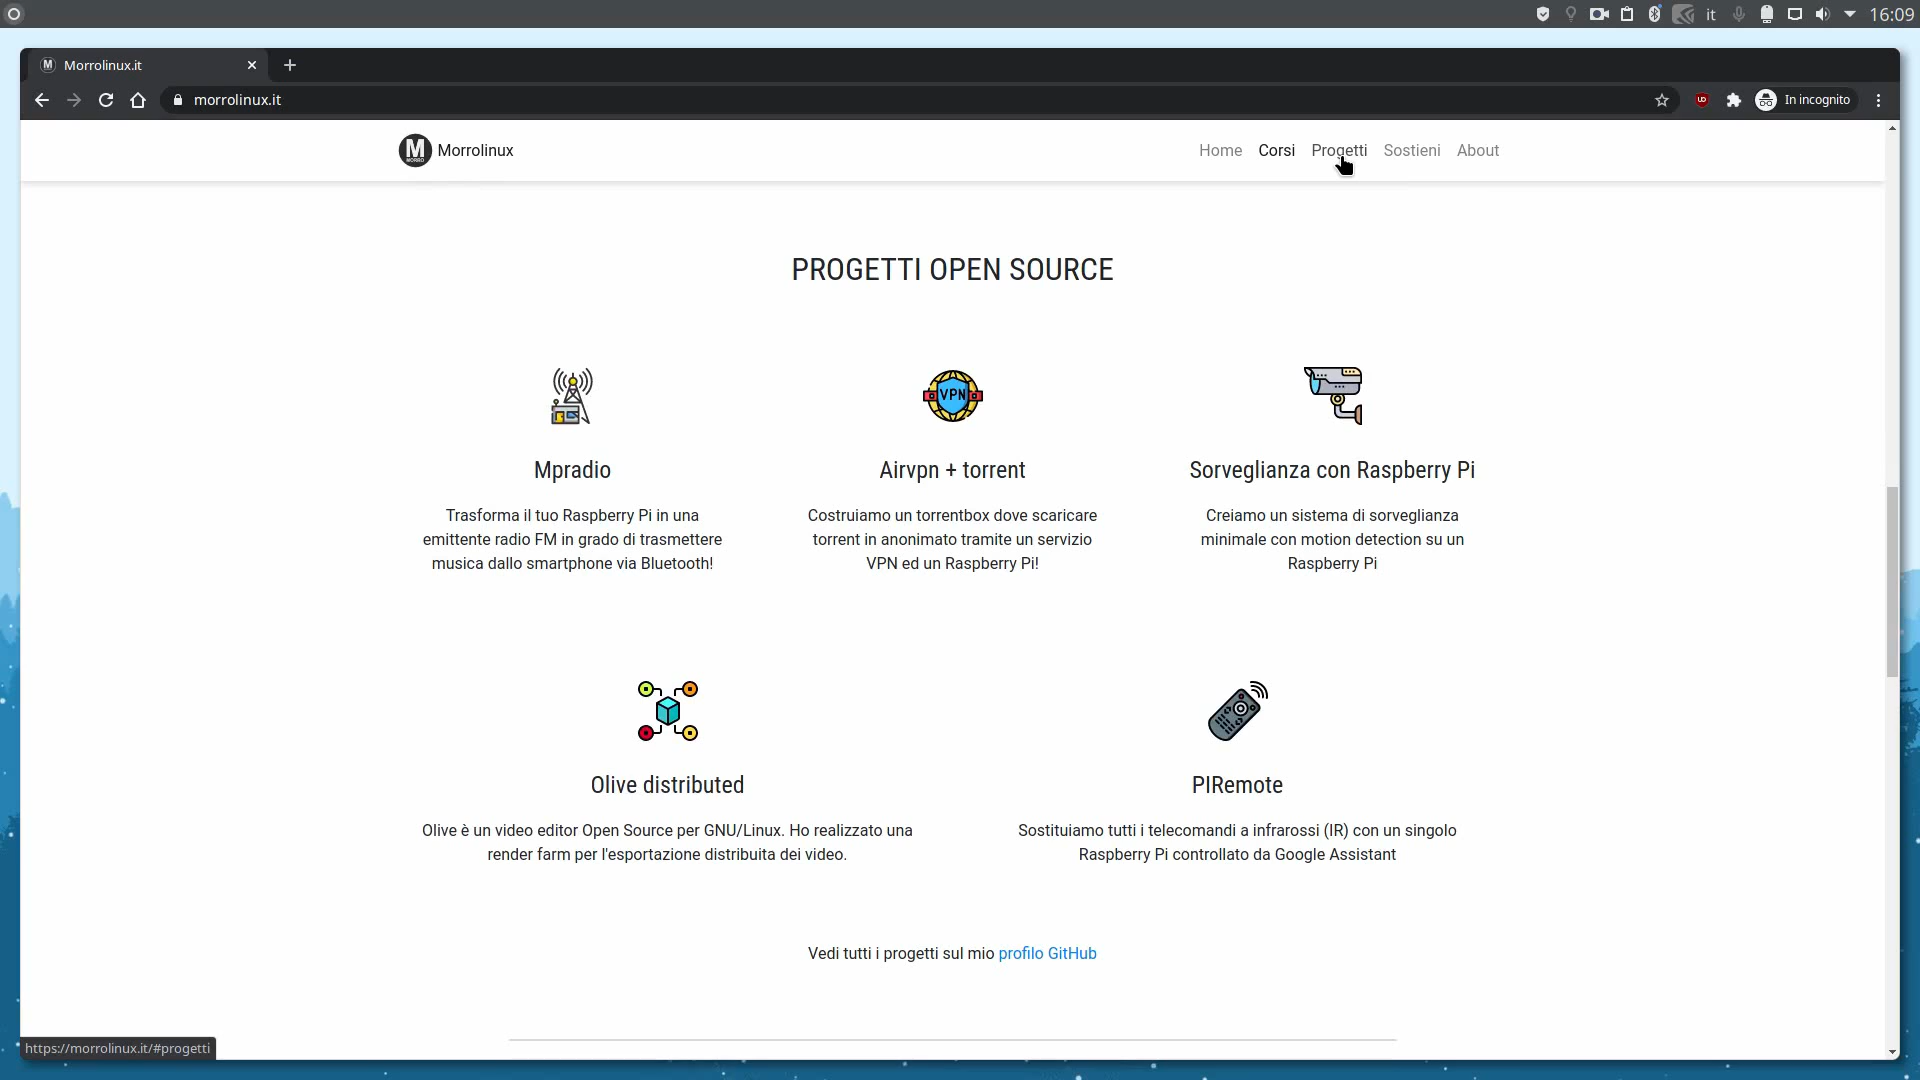 it
16:09
Morrolinux.it
morrolinux.it
In incognito
M
MORRO
Morrolinux
Home
Corsi
Progetti
Sostieni
About
PROGETTI OPEN SOURCE
VPN
Mpradio
Airvpn + torrent
Sorveglianza con Raspberry Pi
Trasforma il tuo Raspberry Pi in una
emittente radio FM in grado di trasmettere
musica dallo smartphone via Bluetooth!
Costruiamo un torrentbox dove scaricare
torrent in anonimato tramite un servizio
VPN ed un Raspberry Pi!
Creiamo un sistema di sorveglianza
minimale con motion detection su un
Raspberry Pi
Olive distributed
PIRemote
Olive è un video editor Open Source per GNU/Linux. Ho realizzato una
render farm per l'esportazione distribuita dei video.
Sostituiamo tutti i telecomandi a infrarossi (IR) con un singolo
Raspberry Pi controllato da Google Assistant
Vedi tutti i progetti sul mio profilo GitHub
https://morrolinux.it/#progetti